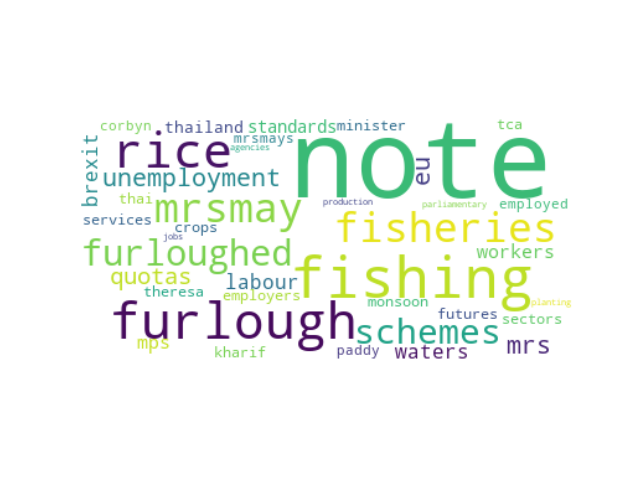 corbyn thailand standards minister tca
mrsmays
rice note
agencies
brexit
eu
unemployment
thai mrsmay production parliamentary employed
services crops fisheries
jobs
furloughed workers
quotas labour fishing
theresa employers monsoon planting
furlough schemes futures sectors
mps kharif paddy waters mrs